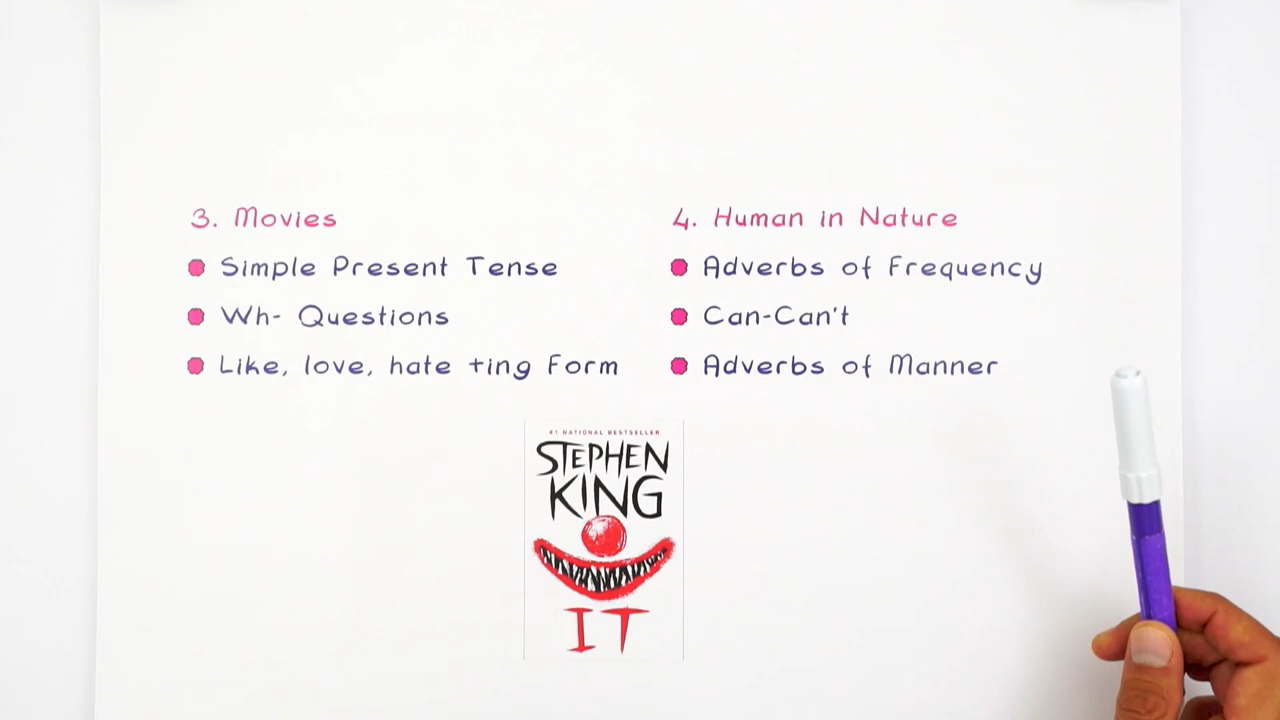 3. Movies
Simple Present Tense
Wh- Questions
Like, love, hate +ing Form
4. Human in Nature
Adverbs of Frequency
Can-Can't
Adverbs of Manner
#1 NATIONAL BESTSELLER
STEPHEN
KING
IT